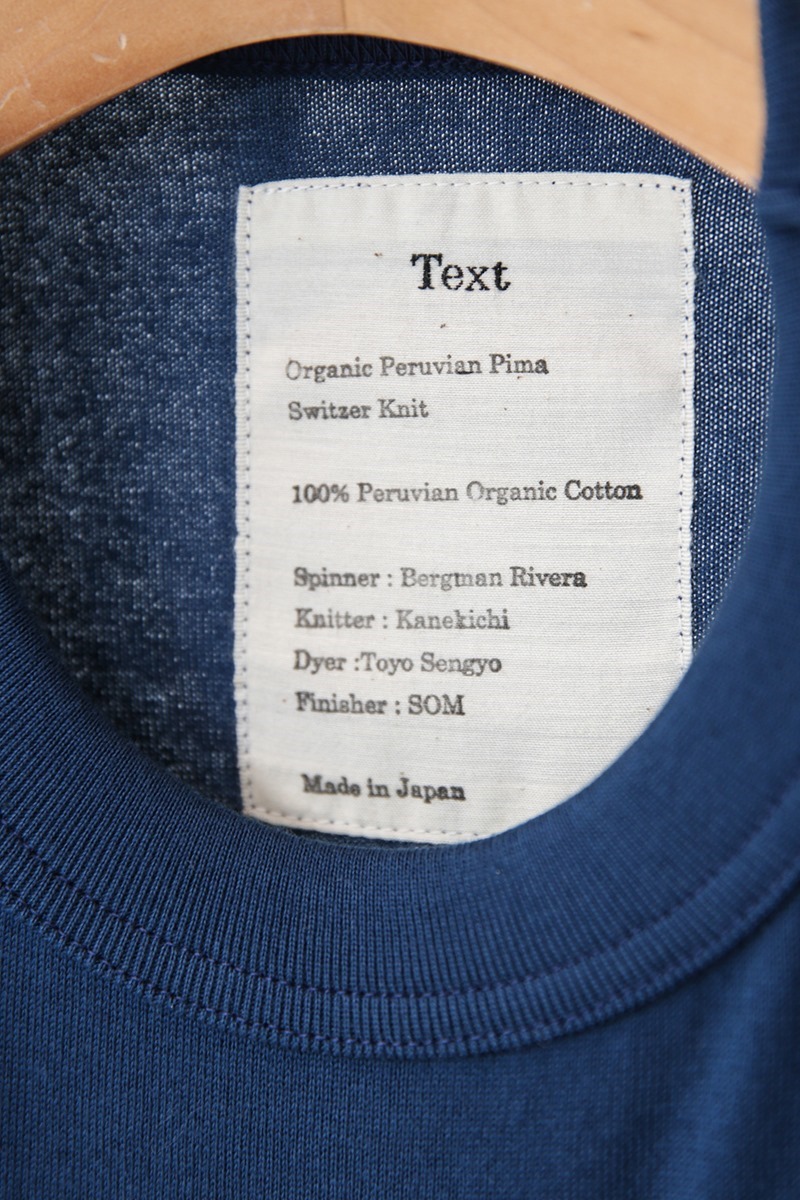 Text
Organic Peruvian Pima
Switzer Knit
100% Peruvian Organic Cotton
Spinner : Bergman Rivera
Knitter : Kanekichi
Dyer :Toyo Sengyo
Finisher : SOM
Made in Japan